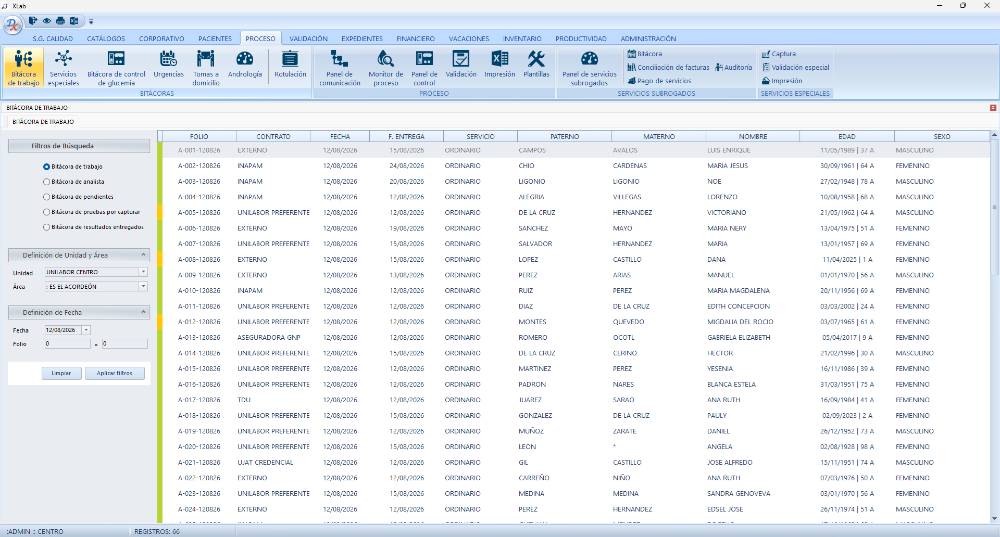 XLab
S.G. CALIDAD CATÁLOGOS CORPORATIVO PACIENTES PROCESO VALIDACIÓN EXPEDIENTES FINANCIERO VACACIONES INVENTARIO PRODUCTIVIDAD ADMINISTRACIÓN
Bitácora de trabajo
Servicios especiales
Bitácora de control de glucemia
Urgencias
Tomas a domicilio
Andrología
Rotulación
BITÁCORAS
Panel de comunicación
Monitor de proceso
Panel de control
Validación
Impresión
Plantillas
PROCESO
Panel de servicios subrogados
Bitácora
Conciliación de facturas
Auditoría
Pago de servicios
SERVICIOS SUBROGADOS
Captura
Validación especial
Impresión
SERVICIOS ESPECIALES
BITÁCORA DE TRABAJO
BITÁCORA DE TRABAJO
Filtros de Búsqueda
Bitácora de trabajo
Bitácora de analista
Bitácora de pendientes
Bitácora de pruebas por capturar
Bitácora de resultados entregados
Definición de Unidad y Área
Unidad UNILABOR CENTRO
Área : ES EL ACORDEÓN
Definición de Fecha
Fecha 12/08/2026
Folio 0 - 0
Limpiar Aplicar filtros
FOLIO CONTRATO FECHA F. ENTREGA SERVICIO PATERNO MATERNO NOMBRE EDAD SEXO
A-001-120826 EXTERNO 12/08/2026 15/08/2026 ORDINARIO CAMPOS AVALOS LUIS ENRIQUE 11/05/1989 | 37 A MASCULINO
A-002-120826 INAPAM 12/08/2026 24/08/2026 ORDINARIO CHIO CARDENAS MARIA JESUS 30/09/1961 | 64 A FEMENINO
A-003-120826 INAPAM 12/08/2026 20/08/2026 ORDINARIO LIGONIO LIGONIO NOE 27/02/1948 | 78 A MASCULINO
A-004-120826 INAPAM 12/08/2026 12/08/2026 ORDINARIO ALEGRIA VILLEGAS LORENZO 10/08/1958 | 68 A MASCULINO
A-005-120826 UNILABOR PREFERENTE 12/08/2026 12/08/2026 ORDINARIO DE LA CRUZ HERNANDEZ VICTORIANO 21/05/1962 | 64 A MASCULINO
A-006-120826 EXTERNO 12/08/2026 19/08/2026 ORDINARIO SANCHEZ MAYO MARIA NERY 13/04/1975 | 51 A FEMENINO
A-007-120826 UNILABOR PREFERENTE 12/08/2026 15/08/2026 ORDINARIO SALVADOR HERNANDEZ MARIA 13/01/1957 | 69 A FEMENINO
A-008-120826 EXTERNO 12/08/2026 15/08/2026 ORDINARIO LOPEZ CASTILLO DANA 11/04/2025 | 1 A FEMENINO
A-009-120826 EXTERNO 12/08/2026 13/08/2026 ORDINARIO PEREZ ARIAS MANUEL 01/01/1970 | 56 A MASCULINO
A-010-120826 INAPAM 12/08/2026 12/08/2026 ORDINARIO RUIZ PEREZ MARIA MAGDALENA 20/11/1956 | 69 A FEMENINO
A-011-120826 UNILABOR PREFERENTE 12/08/2026 12/08/2026 ORDINARIO DIAZ DE LA CRUZ EDITH CONCEPCION 03/03/2002 | 24 A FEMENINO
A-012-120826 UNILABOR PREFERENTE 12/08/2026 12/08/2026 ORDINARIO MONTES QUEVEDO MIGDALIA DEL ROCIO 03/07/1965 | 61 A FEMENINO
A-013-120826 ASEGURADORA GNP 12/08/2026 12/08/2026 ORDINARIO ROMERO OCOTL GABRIELA ELIZABETH 05/04/2017 | 9 A FEMENINO
A-014-120826 UNILABOR PREFERENTE 12/08/2026 15/08/2026 ORDINARIO DE LA CRUZ CERINO HECTOR 21/02/1996 | 30 A MASCULINO
A-015-120826 UNILABOR PREFERENTE 12/08/2026 12/08/2026 ORDINARIO MARTINEZ PEREZ YESENIA 16/11/1986 | 39 A FEMENINO
A-016-120826 UNILABOR PREFERENTE 12/08/2026 12/08/2026 ORDINARIO PADRON NARES BLANCA ESTELA 31/03/1951 | 75 A FEMENINO
A-017-120826 TDU 12/08/2026 12/08/2026 ORDINARIO JUAREZ SARAO ANA RUTH 16/09/1984 | 41 A FEMENINO
A-018-120826 UNILABOR PREFERENTE 12/08/2026 15/08/2026 ORDINARIO GONZALEZ DE LA CRUZ PAULY 02/09/2023 | 2 A FEMENINO
A-019-120826 UNILABOR PREFERENTE 12/08/2026 12/08/2026 ORDINARIO MUÑOZ ZARATE DANIEL 26/12/1952 | 73 A MASCULINO
A-020-120826 UNILABOR PREFERENTE 12/08/2026 15/08/2026 ORDINARIO LEON * ANGELA 02/08/1928 | 98 A FEMENINO
A-021-120826 UJAT CREDENCIAL 12/08/2026 12/08/2026 ORDINARIO GIL CASTILLO JOSE ALFREDO 15/11/1951 | 74 A MASCULINO
A-022-120826 EXTERNO 12/08/2026 12/08/2026 ORDINARIO CARREÑO NIÑO ANA RUTH 07/03/1976 | 50 A FEMENINO
A-023-120826 UNILABOR PREFERENTE 12/08/2026 15/08/2026 ORDINARIO MEDINA MEDINA SANDRA GENOVEVA 03/01/1970 | 56 A FEMENINO
A-024-120826 EXTERNO 12/08/2026 12/08/2026 ORDINARIO PEREZ HERNANDEZ EDSEL JOSE 26/11/1974 | 51 A MASCULINO
:ADMIN :: CENTRO REGISTROS: 66